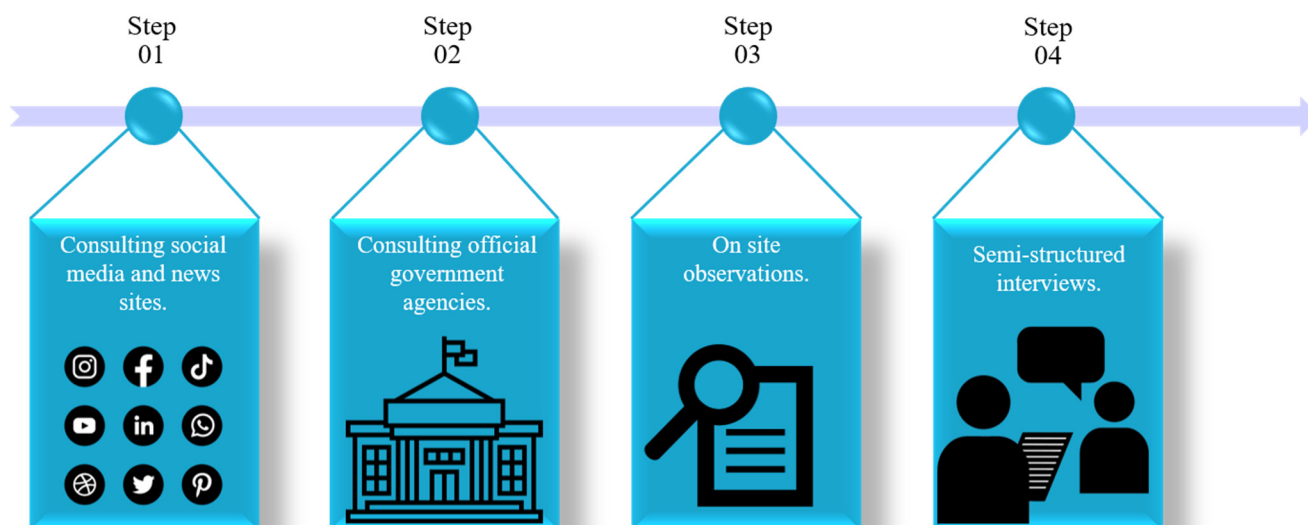 Step
01
Step
02
Step
03
Step
04
Consulting social
media and news
sites.
Consulting official
government
agencies.
On site
observations.
Semi-structured
interviews.
in